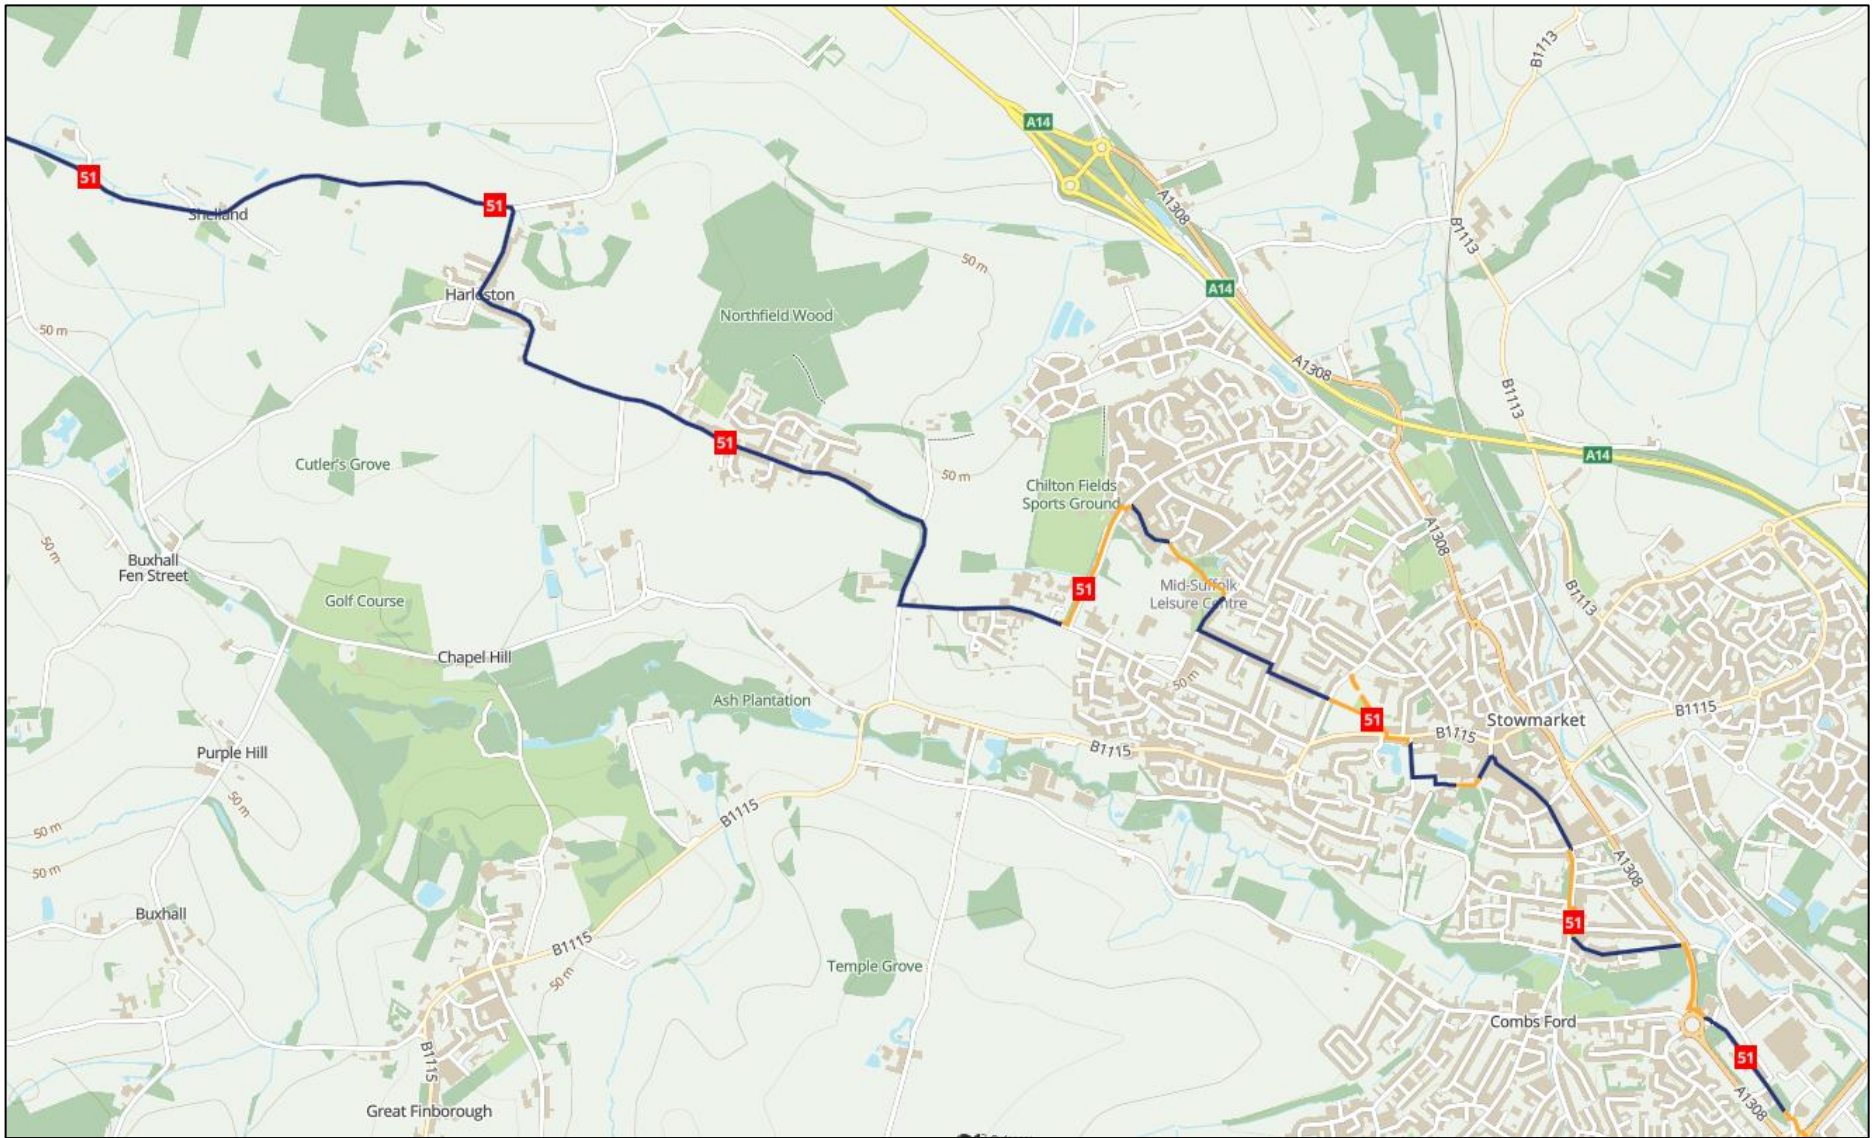 B1113
A14
51
A1308
51
Shelland
B1113
50 m
A14
Harleston
Northfield Wood
50 m
A1308
B1113
51
A14
Cutler's Grove
50 m
Chilton Fields
Sports Ground
A1308
50 m
Buxhall
Fen Street
51
Mid-Suffolk
Leisure Centre
B1113
Golf Course
Chapel Hill
50 m
Ash Plantation
B1115
51
Stowmarket
B1115
B1115
Purple Hill
50 m
B1115
50 m
50 m
A1308
Buxhall
51
B1115
50 m
Temple Grove
Combs Ford
B1115
51
A1308
Great Finborough